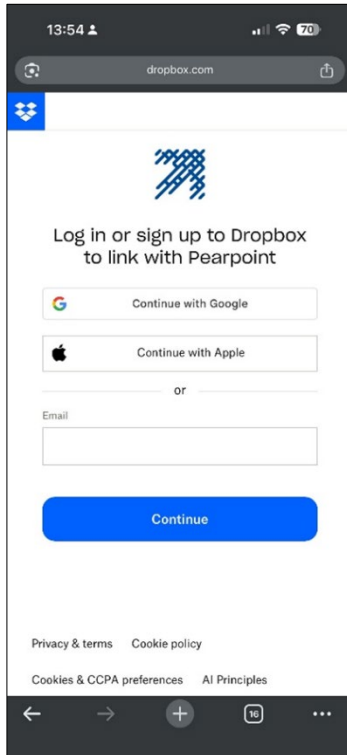 13:54
70
dropbox.com
Log in or sign up to Dropbox
to link with Pearpoint
Continue with Google
Continue with Apple
or
Email
Continue
Privacy & terms Cookie policy
Cookies & CCPA preferences AI Principles
16